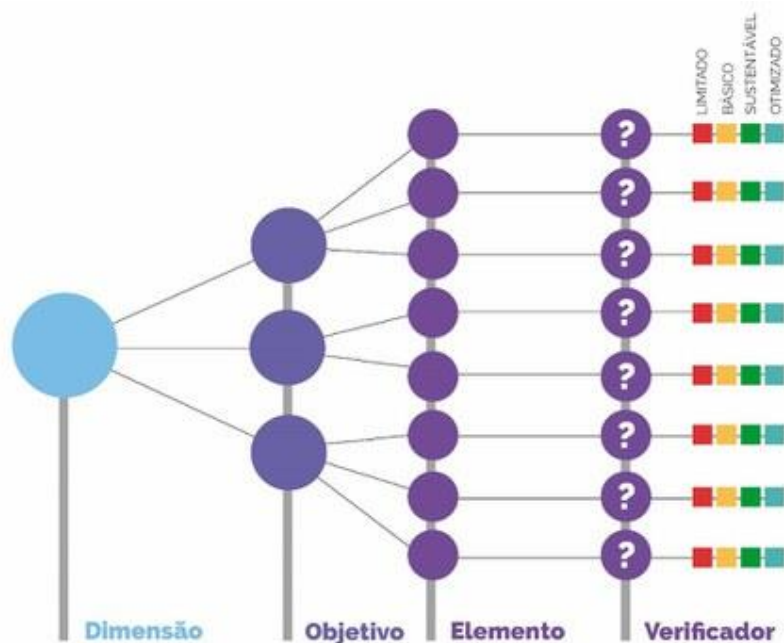 LIMITADO
BÁSICO
SUSTENTÁVEL
OTIMIZADO
?
?
?
?
?
?
?
?
Dimensão
Objetivo
Elemento
Verificador